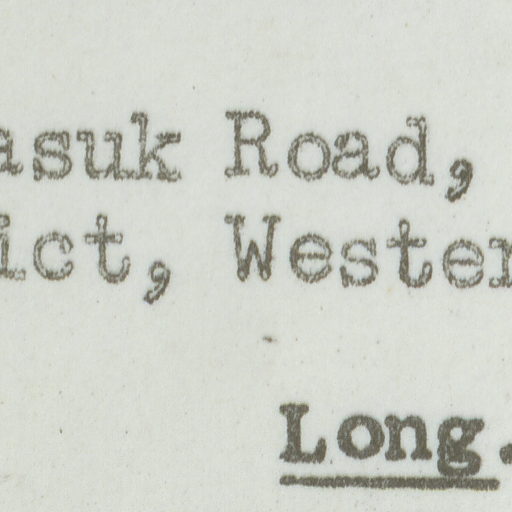 asuk Road,
ict, Wester
Long.